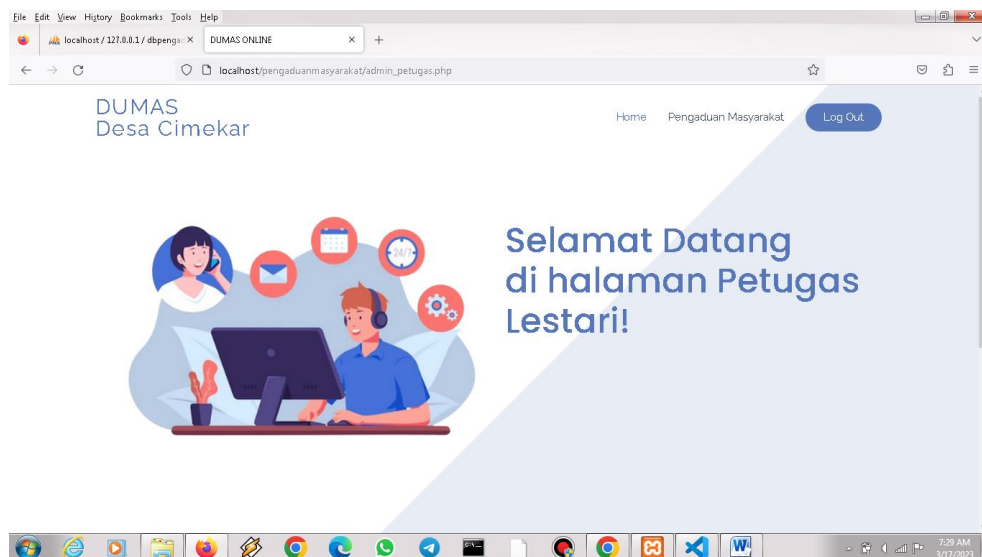 File Edit View History Bookmarks Tools Help
localhost / 127.0.0.1 / dbpengad
DUMAS ONLINE
localhost/pengaduanmasyarakat/admin_petugas.php
DUMAS
Desa Cimekar
Home Pengaduan Masyarakat Log Out
24/7
Selamat Datang
di halaman Petugas
Lestari!
7:29 AM
3/17/2023